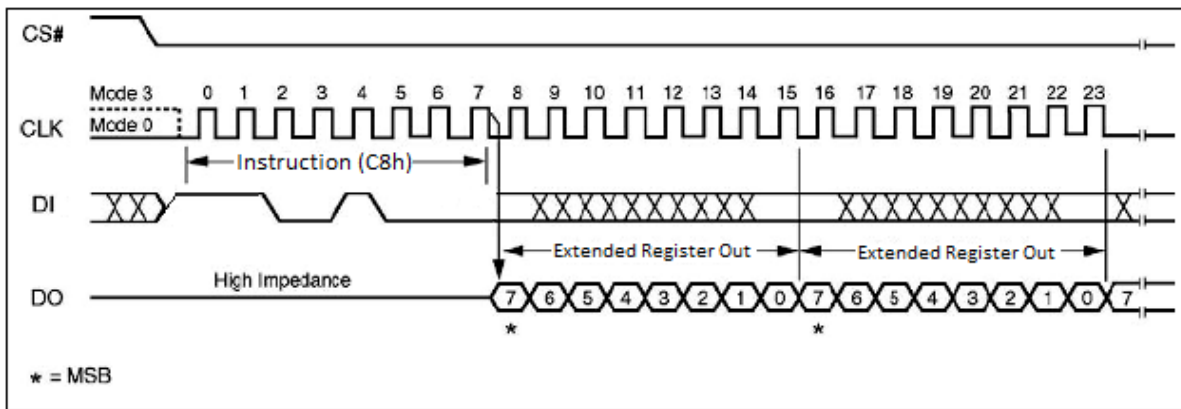 CS#
Mode 3 0 1 2 3 4 5 6 7 8 9 10 11 12 13 14 15 16 17 18 19 20 21 22 23
CLK Mode 0
Instruction (C8h)
DI
Extended Register Out Extended Register Out
High Impedance
DO 7 6 5 4 3 2 1 0 7 6 5 4 3 2 1 0 7
* *
* = MSB